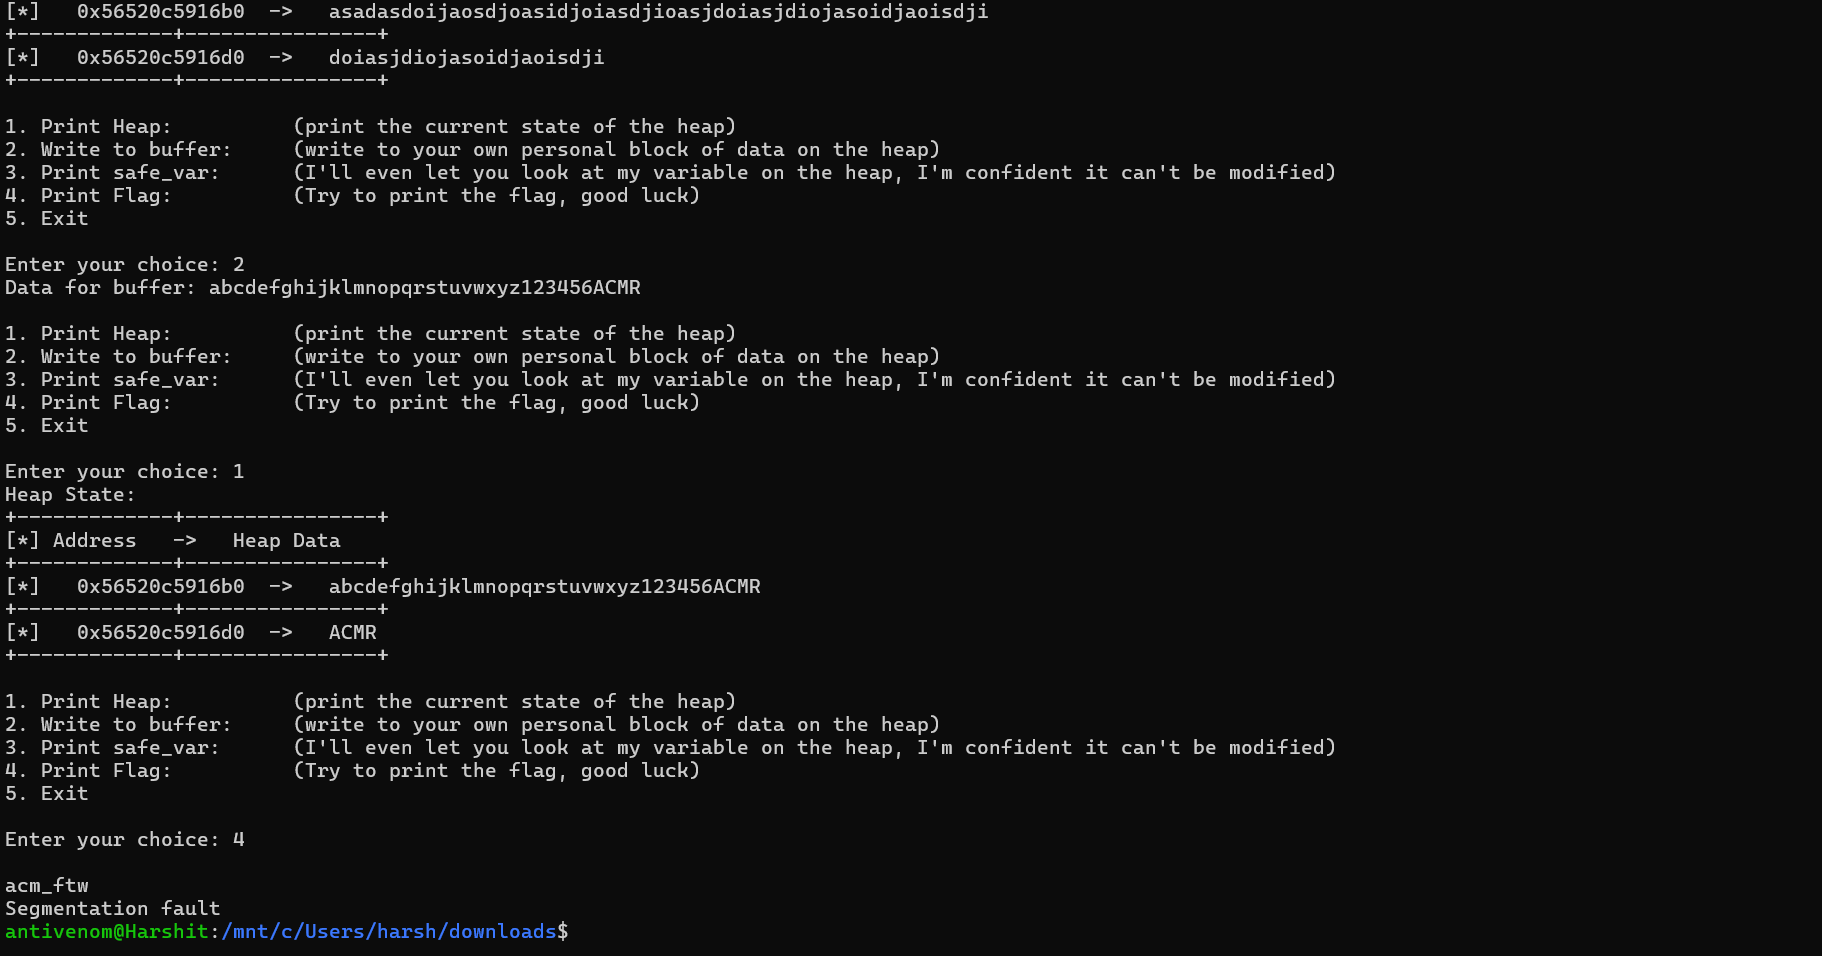 [*]   0x56520c5916b0  ->   asadasdoijaosdjoasidjoiasdjioasjdoiasjdiojasoidjaoisdji
+-------------+----------------+
[*]   0x56520c5916d0  ->   doiasjdiojasoidjaoisdji
+-------------+----------------+

1. Print Heap:          (print the current state of the heap)
2. Write to buffer:     (write to your own personal block of data on the heap)
3. Print safe_var:      (I'll even let you look at my variable on the heap, I'm confident it can't be modified)
4. Print Flag:          (Try to print the flag, good luck)
5. Exit

Enter your choice: 2
Data for buffer: abcdefghijklmnopqrstuvwxyz123456ACMR

1. Print Heap:          (print the current state of the heap)
2. Write to buffer:     (write to your own personal block of data on the heap)
3. Print safe_var:      (I'll even let you look at my variable on the heap, I'm confident it can't be modified)
4. Print Flag:          (Try to print the flag, good luck)
5. Exit

Enter your choice: 1
Heap State:
+-------------+----------------+
[*] Address   ->   Heap Data
+-------------+----------------+
[*]   0x56520c5916b0  ->   abcdefghijklmnopqrstuvwxyz123456ACMR
+-------------+----------------+
[*]   0x56520c5916d0  ->   ACMR
+-------------+----------------+

1. Print Heap:          (print the current state of the heap)
2. Write to buffer:     (write to your own personal block of data on the heap)
3. Print safe_var:      (I'll even let you look at my variable on the heap, I'm confident it can't be modified)
4. Print Flag:          (Try to print the flag, good luck)
5. Exit

Enter your choice: 4

acm_ftw
Segmentation fault
antivenom@Harshit:/mnt/c/Users/harsh/downloads$